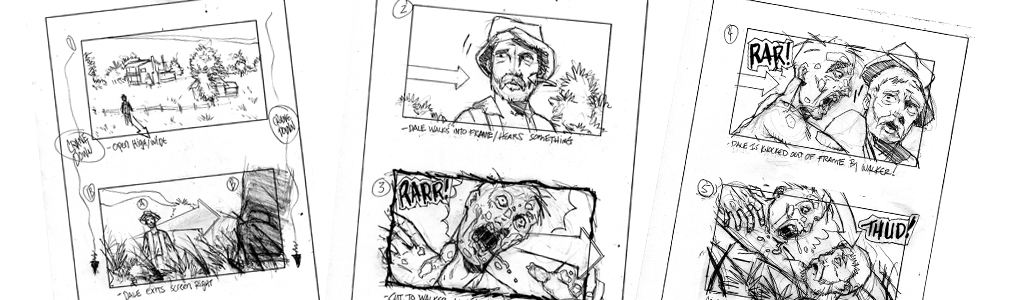 1
CRANE DOWN
CRANE DOWN
- OPEN HIGH/WIDE
1B
A
B
- DALE EXITS SCREEN RIGHT
2
- DALE WALKS INTO FRAME/HEARS SOMETHING
3
RARR!
- CUT TO WALKER
4
RAR!
- DALE IS KNOCKED OUT OF FRAME BY WALKER!
5
THUD!